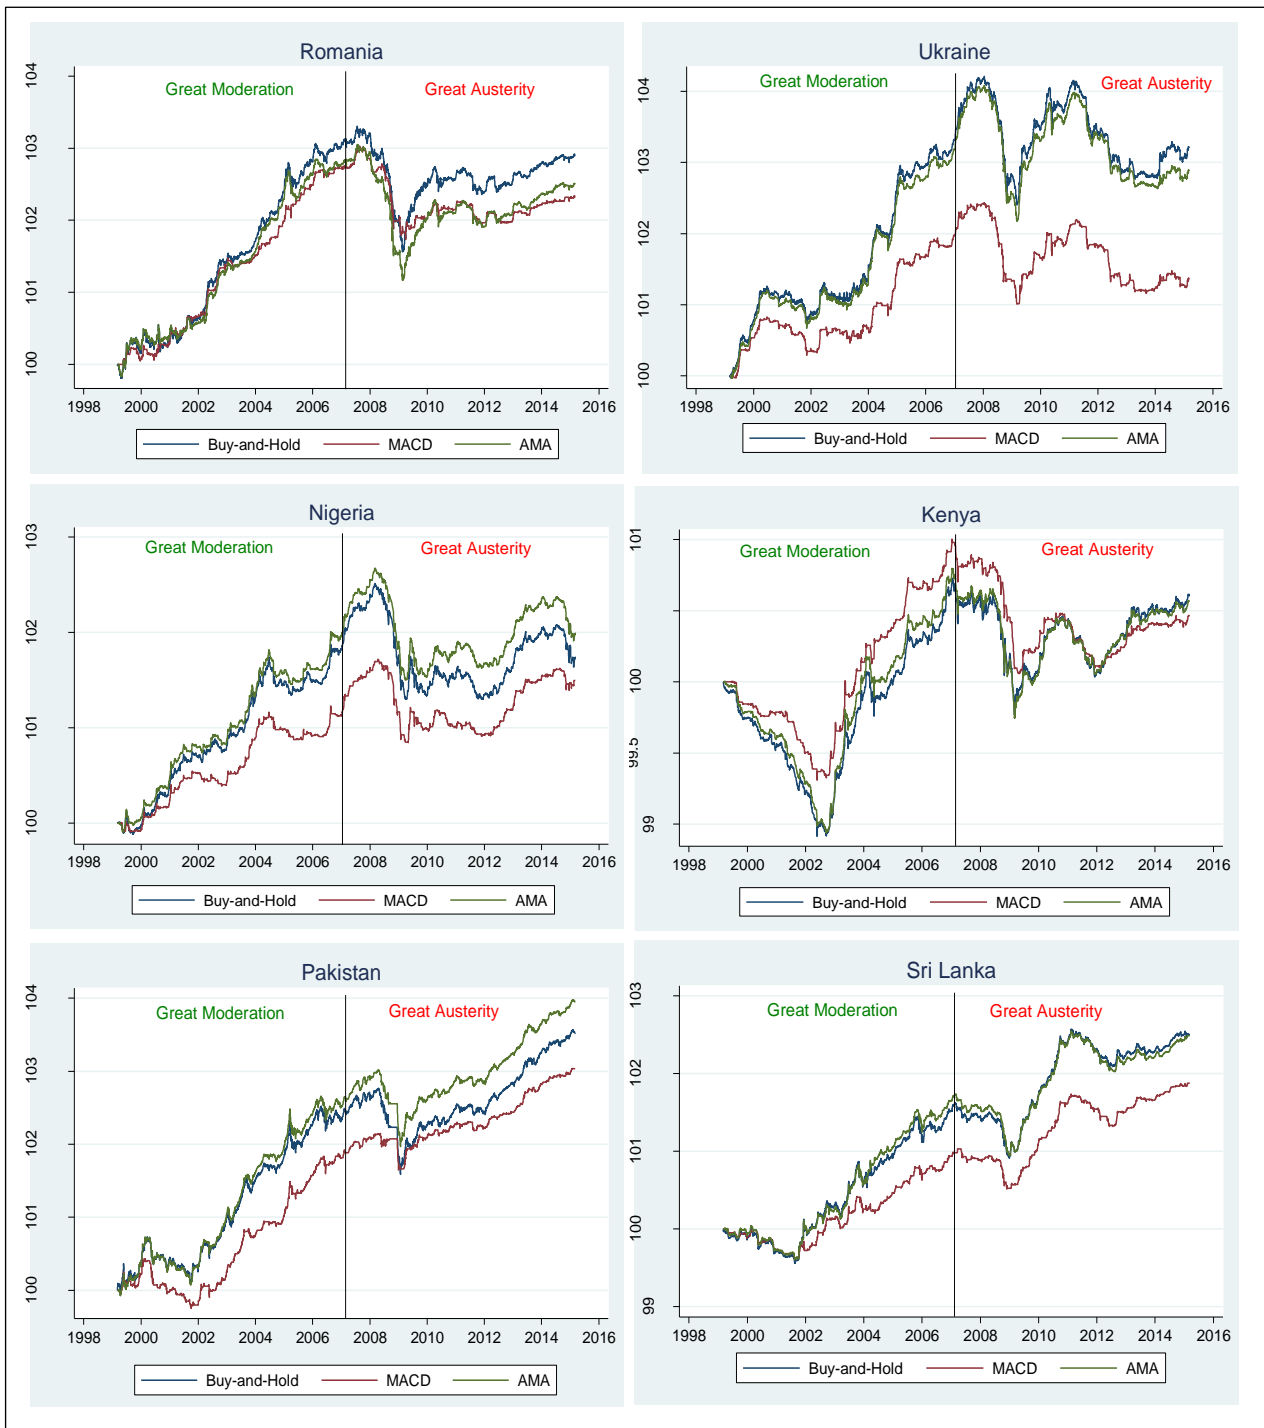 Romania
Great Moderation Great Austerity
104
103
102
101
100
1998 2000 2002 2004 2006 2008 2010 2012 2014 2016
Buy-and-Hold MACD AMA
Ukraine
Great Moderation Great Austerity
104
103
102
101
100
1998 2000 2002 2004 2006 2008 2010 2012 2014 2016
Buy-and-Hold MACD AMA
Nigeria
Great Moderation Great Austerity
103
102
101
100
1998 2000 2002 2004 2006 2008 2010 2012 2014 2016
Buy-and-Hold MACD AMA
Kenya
Great Moderation Great Austerity
101
100
99.5
99
1998 2000 2002 2004 2006 2008 2010 2012 2014 2016
Buy-and-Hold MACD AMA
Pakistan
Great Moderation Great Austerity
104
103
102
101
100
1998 2000 2002 2004 2006 2008 2010 2012 2014 2016
Buy-and-Hold MACD AMA
Sri Lanka
Great Moderation Great Austerity
103
102
101
100
99
1998 2000 2002 2004 2006 2008 2010 2012 2014 2016
Buy-and-Hold MACD AMA